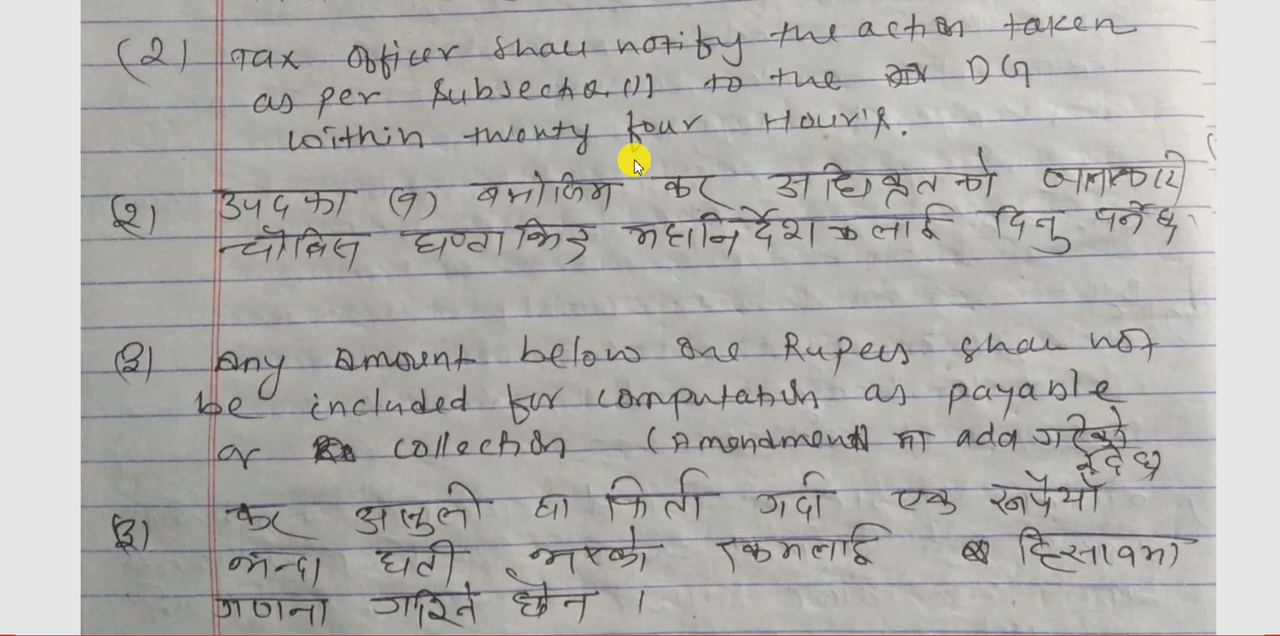 (2) Tax officer shall notify the action taken
as per subsection (1) to the DG
within twenty four Hour's.
२) उपदफा (१) बमोजिम कर अधिकृतको जानकारी
चौबिस घण्टाभित्र महानिर्देशकलाई दिनु पर्नेछ
(3) Any Amount below one Rupees shall not
be included for computation as payable
or collection (Amendment मा add गरेको
३) कर असुली वा फिर्ता गर्दा एक रूपैयाँ
भन्दा घटी भएको रकमलाई हिसाबमा
गणना गरिने छैन ।